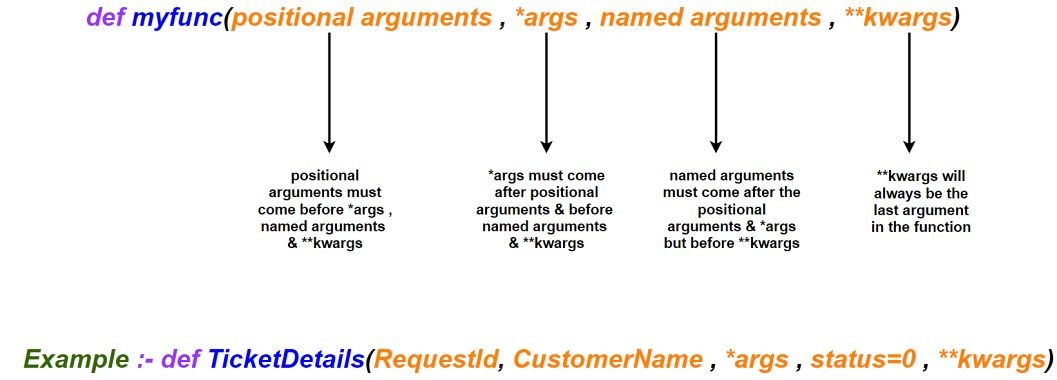 def myfunc(positional arguments , *args , named arguments , **kwargs)
positional
arguments must
come before *args ,
named arguments
& **kwargs
*args must come
after positional
arguments & before
named arguments
& **kwargs
named arguments
must come after the
positional
arguments & *args
but before **kwargs
**kwargs will
always be the
last argument
in the function
Example :- def TicketDetails(RequestId, CustomerName , *args , status=0 , **kwargs)